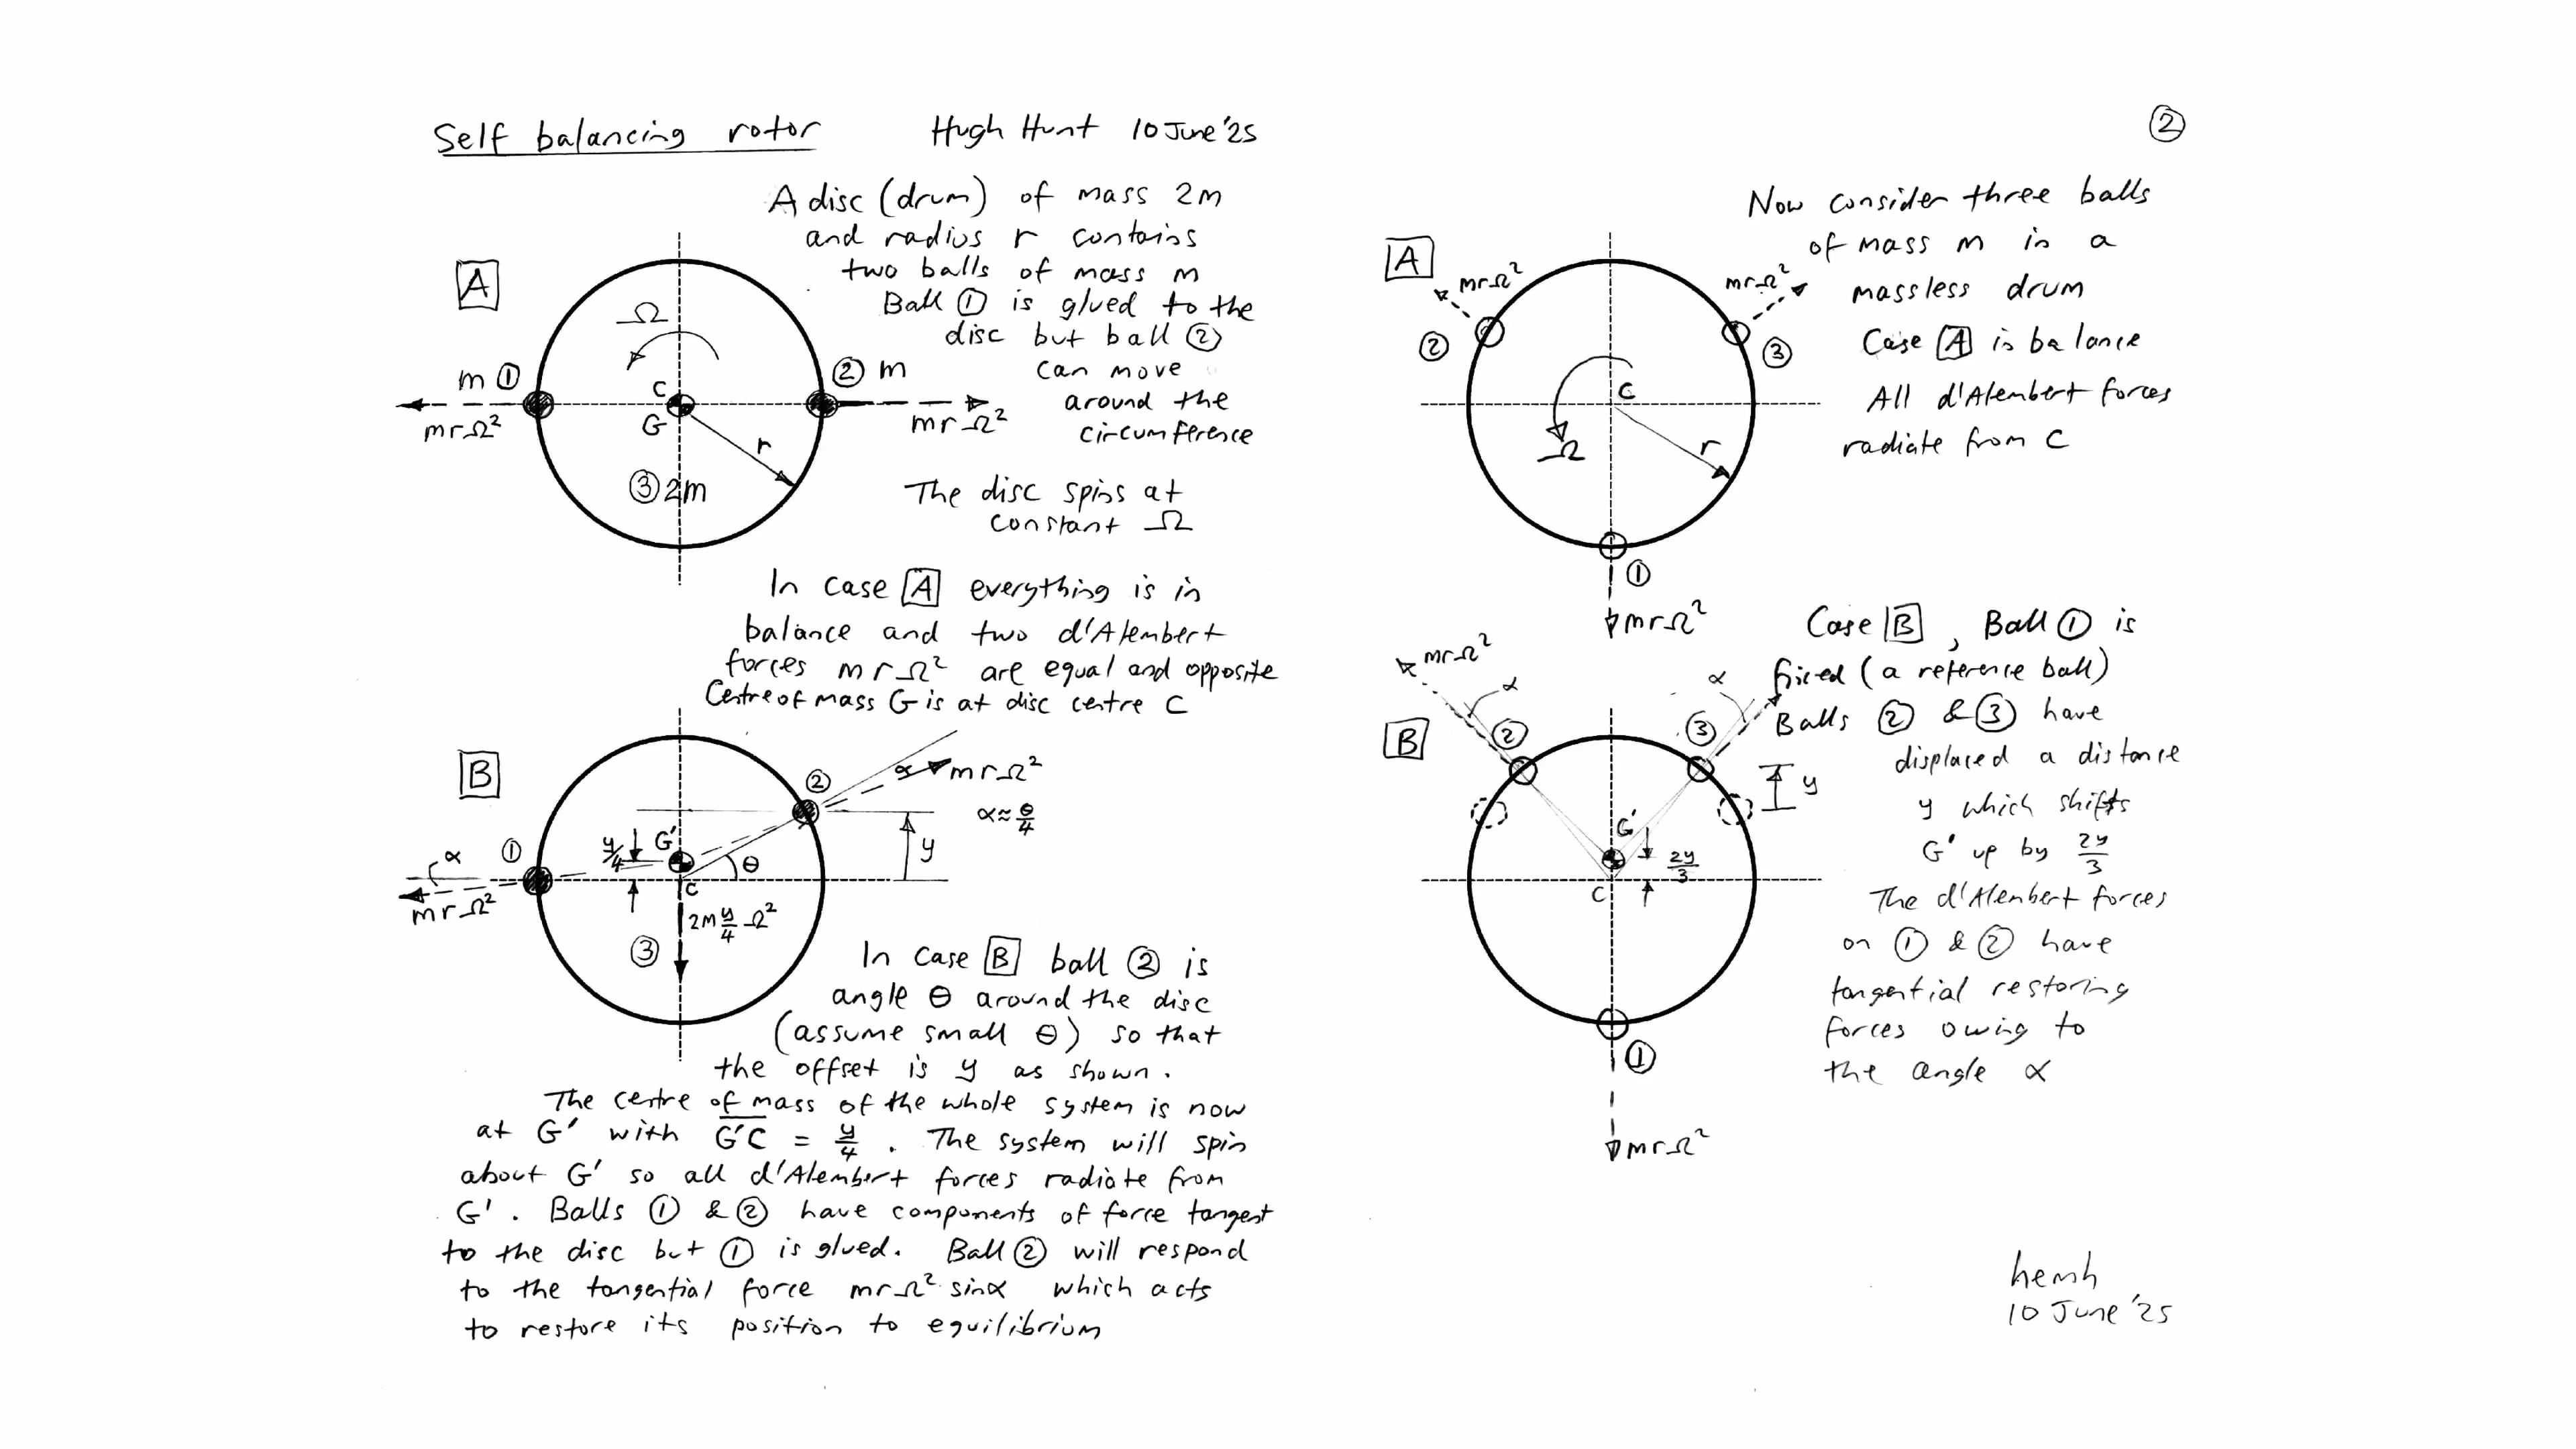 Self balancing rotor Hugh Hunt 10 June '25
A disc (drum) of mass 2m
and radius r contains
two balls of mass m
Ball ① is glued to the
disc but ball ②
can move
around the
circumference
The disc spins at
constant Ω
A
Ω
m ①
② m
C
G
mrΩ²
mrΩ²
r
③ 2m
In case A everything is in
balance and two d'Alembert
forces mrΩ² are equal and opposite
Centre of mass G is at disc centre C
B
②
α
mrΩ²
α≈θ/4
①
α
y/4
G'
θ
y
C
mrΩ²
2m y/4 Ω²
③
In case B ball ② is
angle θ around the disc
(assume small θ) so that
the offset is y as shown.
The centre of mass of the whole system is now
at G' with G'C = y/4 . The system will spin
about G' so all d'Alembert forces radiate from
G' . Balls ① & ② have components of force tangent
to the disc but ① is glued. Ball ② will respond
to the tangential force mrΩ² sinα which acts
to restore its position to equilibrium
②
Now consider three balls
of mass m in a
massless drum
Case A is balance
All d'Alembert forces
radiate from C
A
mrΩ²
mrΩ²
②
③
C
r
Ω
①
mrΩ²
Case B , Ball ① is
fixed (a reference ball)
Balls ② & ③ have
displaced a distance
y which shifts
G' up by 2y/3
The d'Alembert forces
on ① & ② have
tangential restoring
forces owing to
the angle α
mrΩ²
α
α
B
②
③
y
G'
2y/3
C
①
mrΩ²
hemh
10 June '25